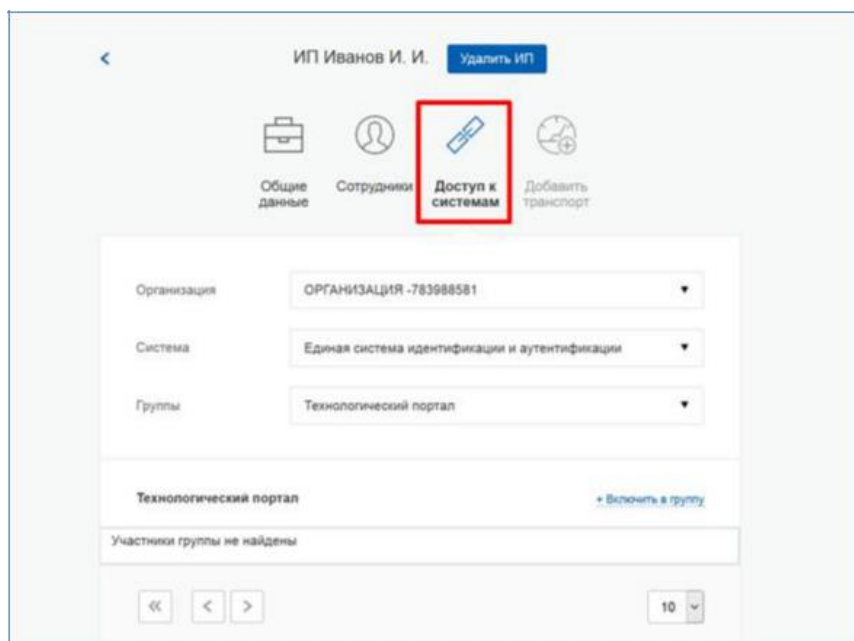 ИП Иванов И. И.
Удалить ИП
Общие
данные
Сотрудники
Доступ к
системам
Добавить
транспорт
Организация
ОРГАНИЗАЦИЯ -783988581
Система
Единая система идентификации и аутентификации
Группы
Технологический портал
Технологический портал
+ Включить в группу
Участники группы не найдены
10